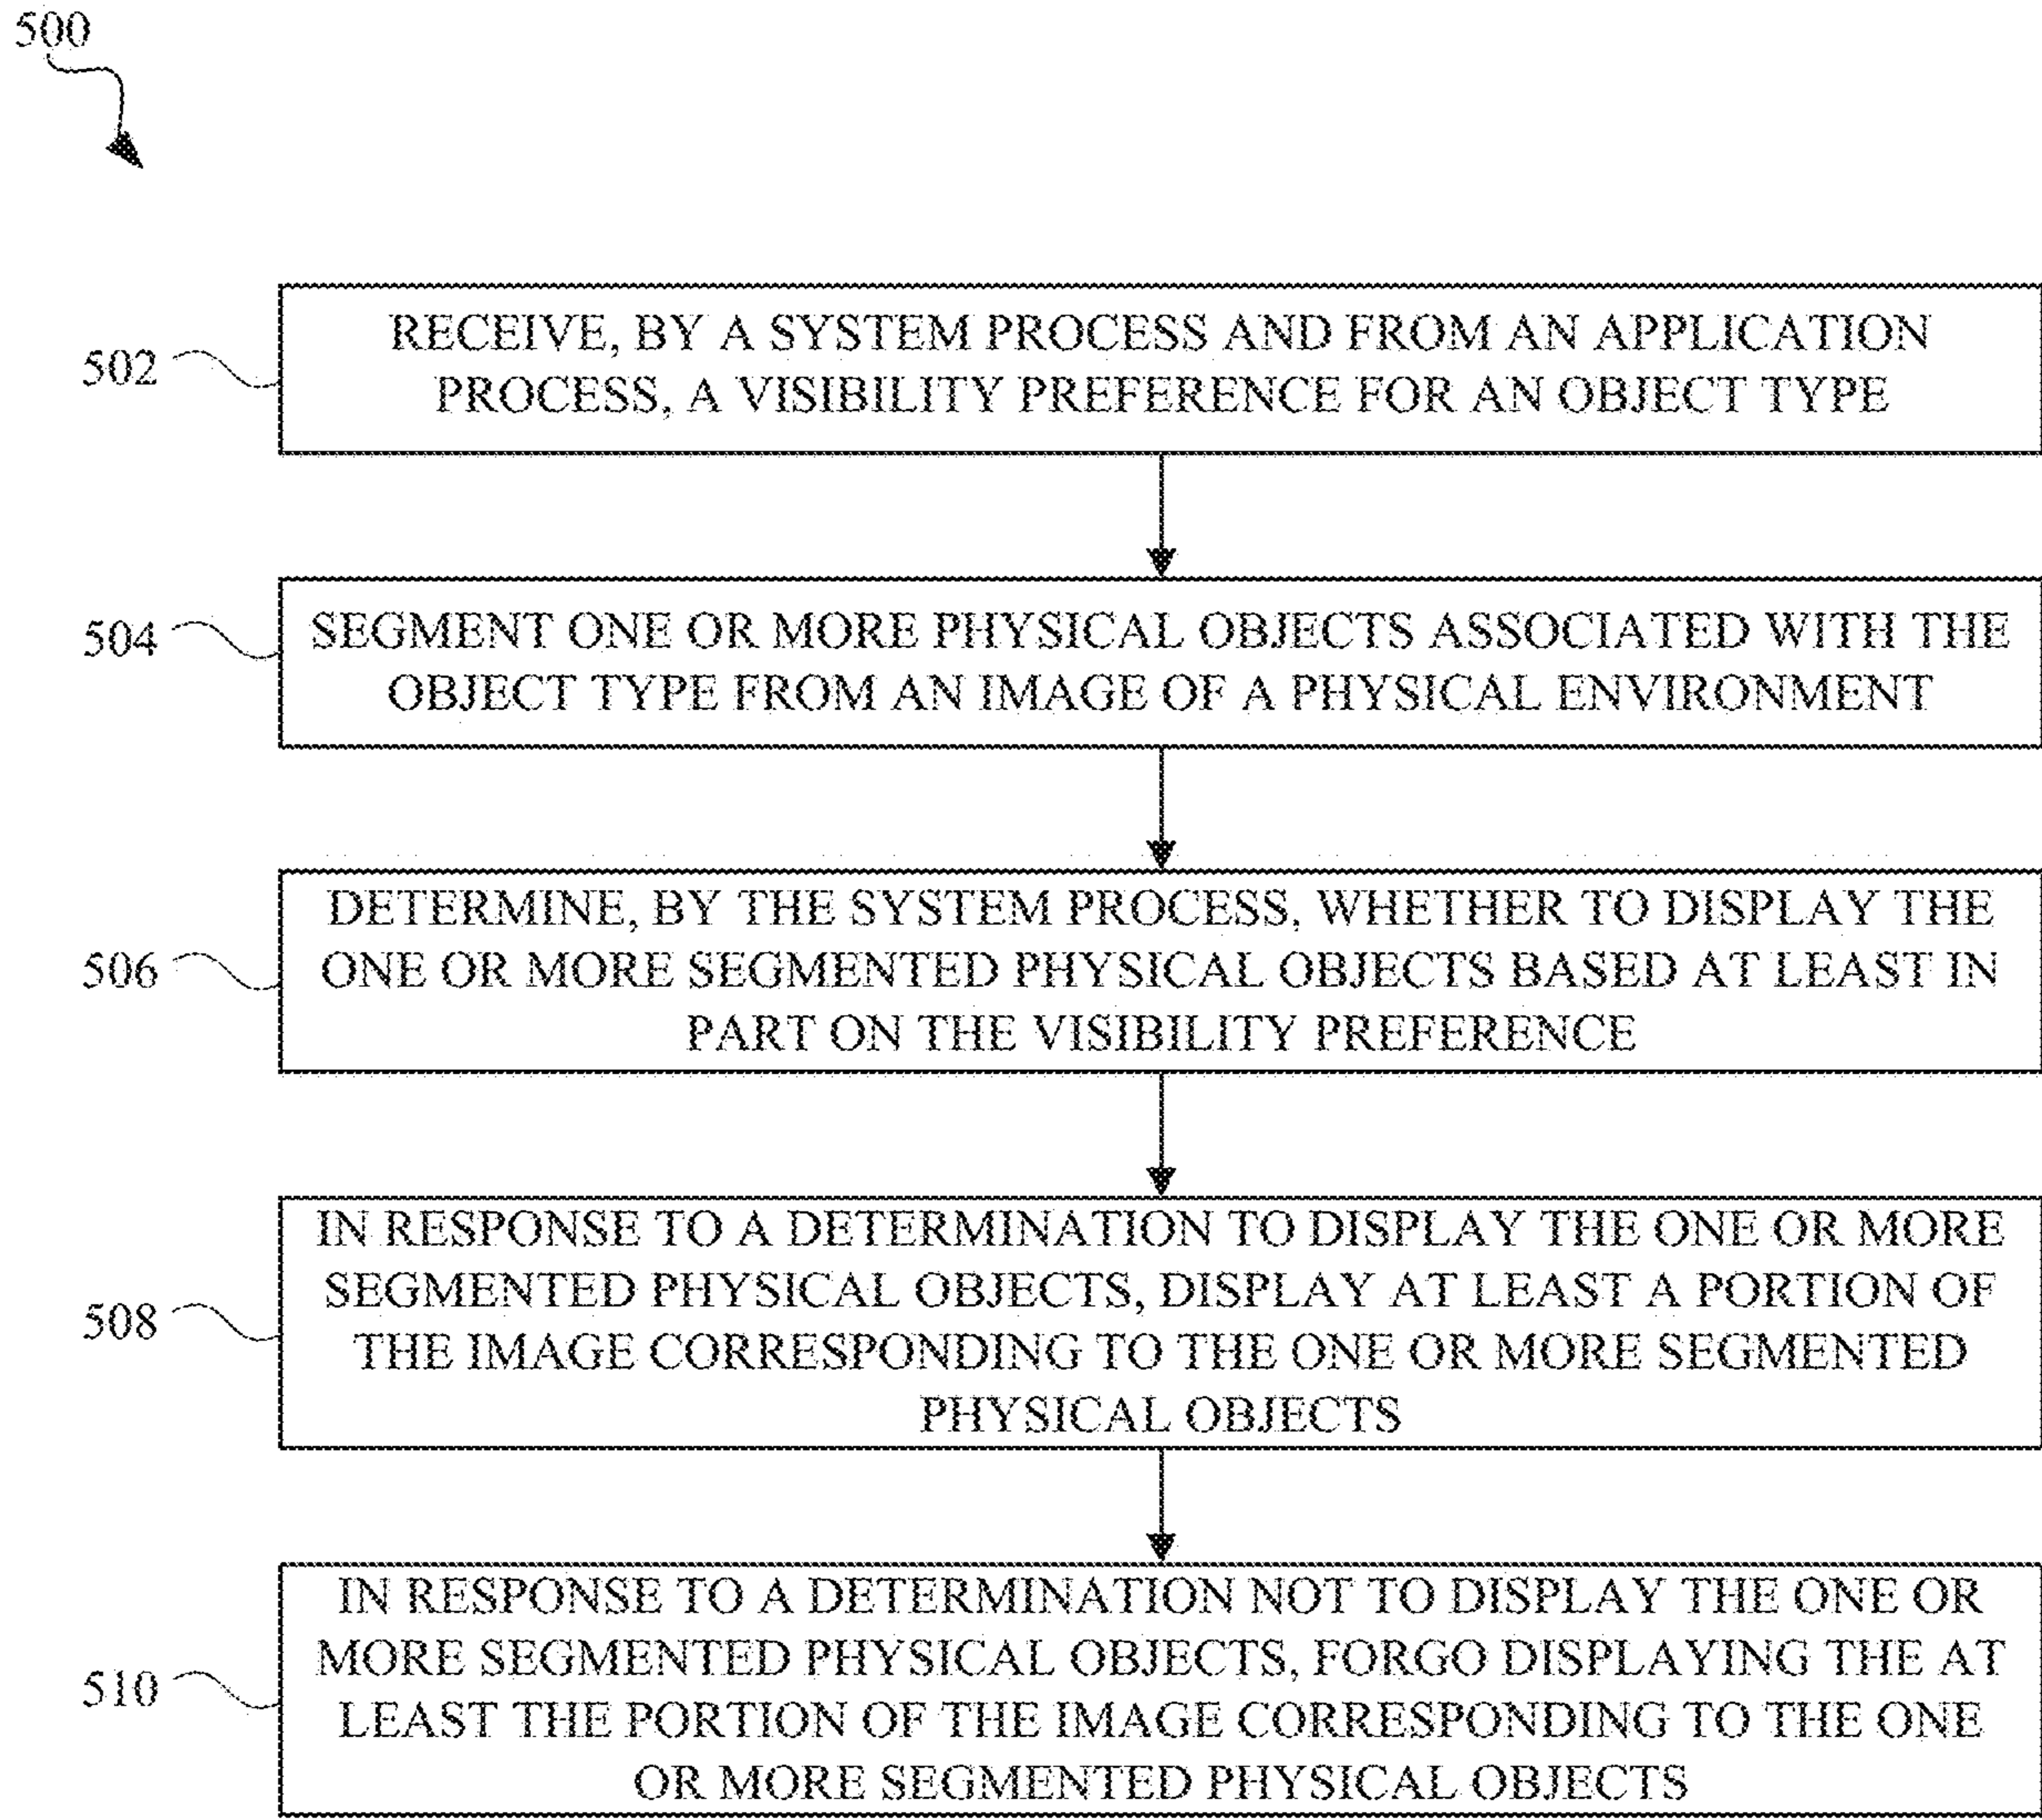 500
502
RECEIVE, BY A SYSTEM PROCESS AND FROM AN APPLICATION
PROCESS, A VISIBILITY PREFERENCE FOR AN OBJECT TYPE
504
SEGMENT ONE OR MORE PHYSICAL OBJECTS ASSOCIATED WITH THE
OBJECT TYPE FROM AN IMAGE OF A PHYSICAL ENVIRONMENT
506
DETERMINE, BY THE SYSTEM PROCESS, WHETHER TO DISPLAY THE
ONE OR MORE SEGMENTED PHYSICAL OBJECTS BASED AT LEAST IN
PART ON THE VISIBILITY PREFERENCE
508
IN RESPONSE TO A DETERMINATION TO DISPLAY THE ONE OR MORE
SEGMENTED PHYSICAL OBJECTS, DISPLAY AT LEAST A PORTION OF
THE IMAGE CORRESPONDING TO THE ONE OR MORE SEGMENTED
PHYSICAL OBJECTS
510
IN RESPONSE TO A DETERMINATION NOT TO DISPLAY THE ONE OR
MORE SEGMENTED PHYSICAL OBJECTS, FORGO DISPLAYING THE AT
LEAST THE PORTION OF THE IMAGE CORRESPONDING TO THE ONE
OR MORE SEGMENTED PHYSICAL OBJECTS